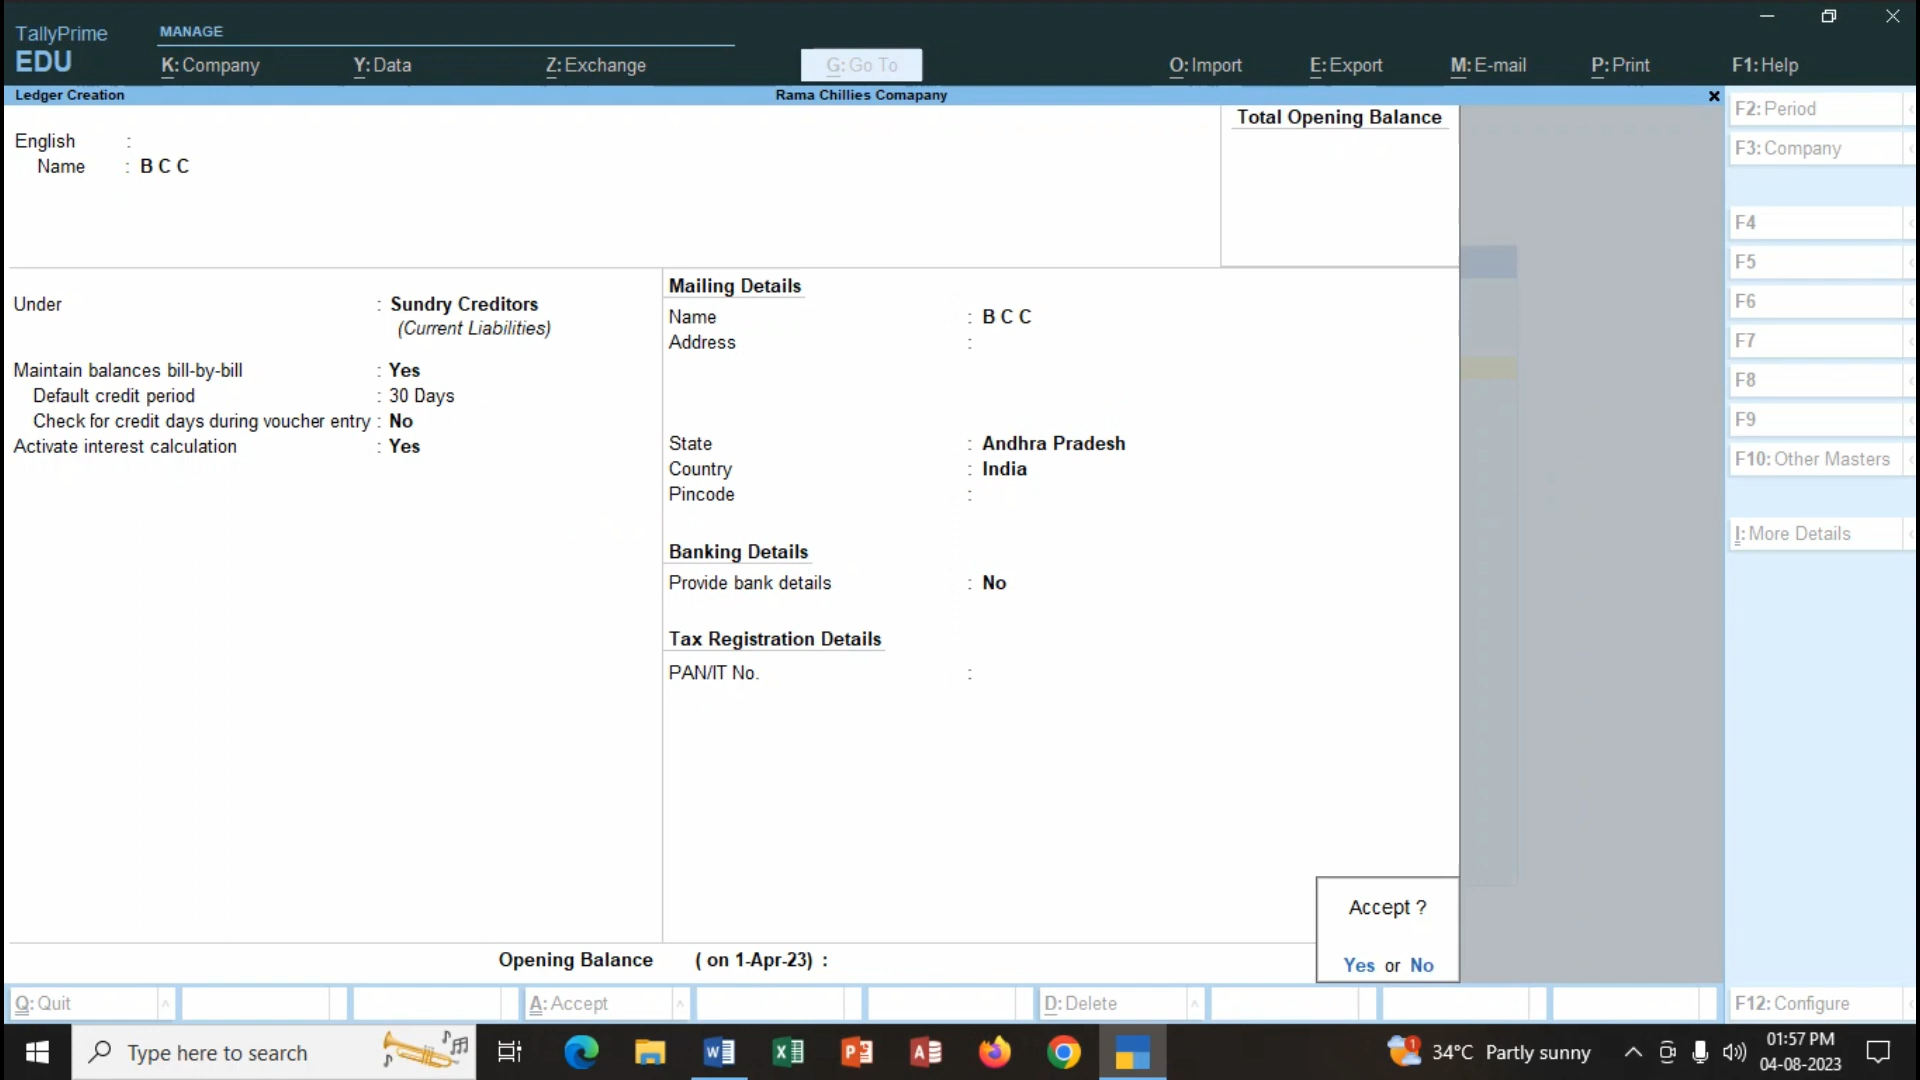 TallyPrime
EDU
MANAGE
K: Company
Y: Data
Z: Exchange
G: Go To
O: Import
E: Export
M: E-mail
P: Print
F1: Help
Ledger Creation
Rama Chillies Comapany
English :
Name : B C C
Total Opening Balance
Under : Sundry Creditors
(Current Liabilities)
Maintain balances bill-by-bill : Yes
Default credit period : 30 Days
Check for credit days during voucher entry : No
Activate interest calculation : Yes
Mailing Details
Name : B C C
Address :
State : Andhra Pradesh
Country : India
Pincode :
Banking Details
Provide bank details : No
Tax Registration Details
PAN/IT No. :
Accept ?
Yes or No
Opening Balance ( on 1-Apr-23) :
F2: Period
F3: Company
F4
F5
F6
F7
F8
F9
F10: Other Masters
I: More Details
F12: Configure
Q: Quit
A: Accept
D: Delete
Type here to search
34°C Partly sunny
01:57 PM
04-08-2023